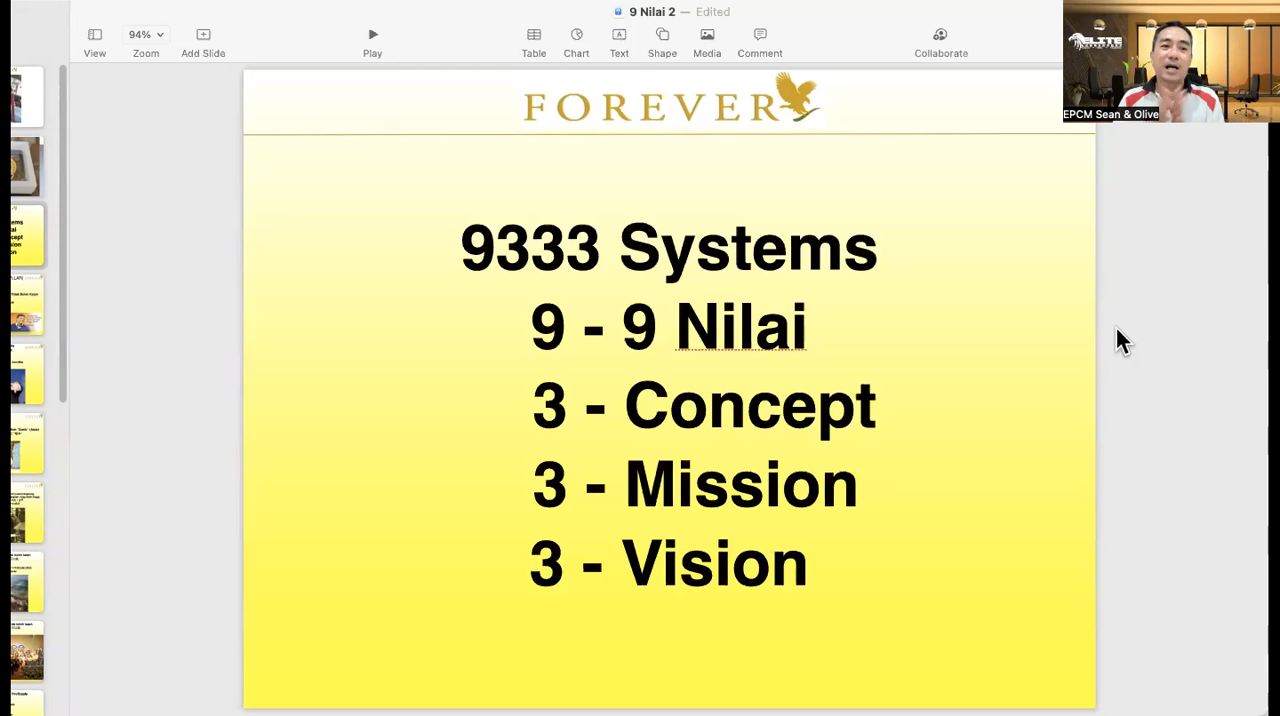 9 Nilai 2 — Edited
94%
View
Zoom
Add Slide
Play
Table
Chart
Text
Shape
Media
Comment
Collaborate
ELITE
EPCM Sean & Olive
FOREVER
9333 Systems
9 - 9 Nilai
3 - Concept
3 - Mission
3 - Vision